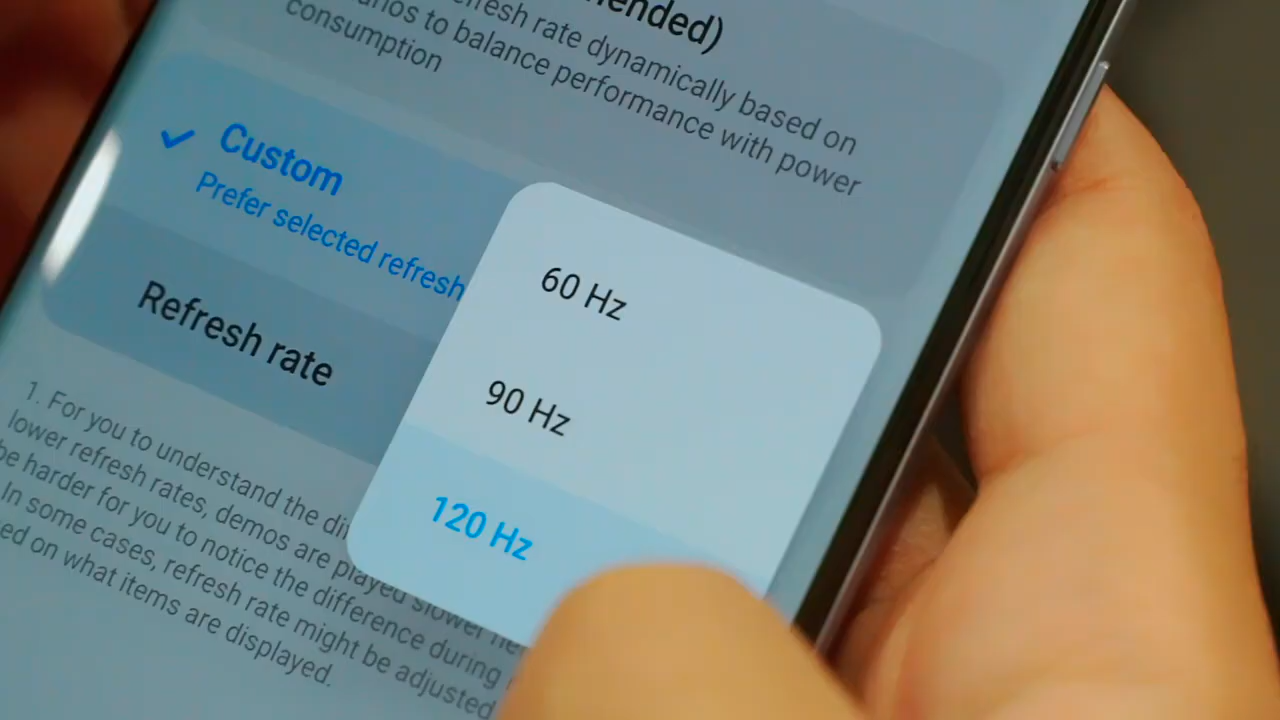 refresh rate dynamically based on
to balance performance with power
consumption
Custom
Prefer selected refresh
Refresh rate
60 Hz
90 Hz
120 Hz
1. For you to understand the
lower refresh rates, demos are played slower
be harder for you to notice the difference during
In some cases, refresh rate might be adjusted
on what items are displayed.